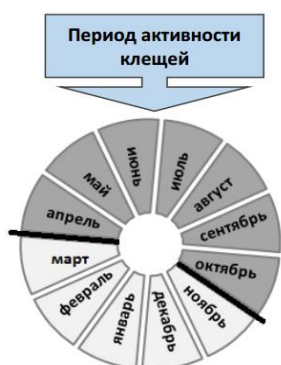 Период активности
клещей
июнь
июль
май
август
апрель
сентябрь
март
октябрь
февраль
ноябрь
январь
декабрь